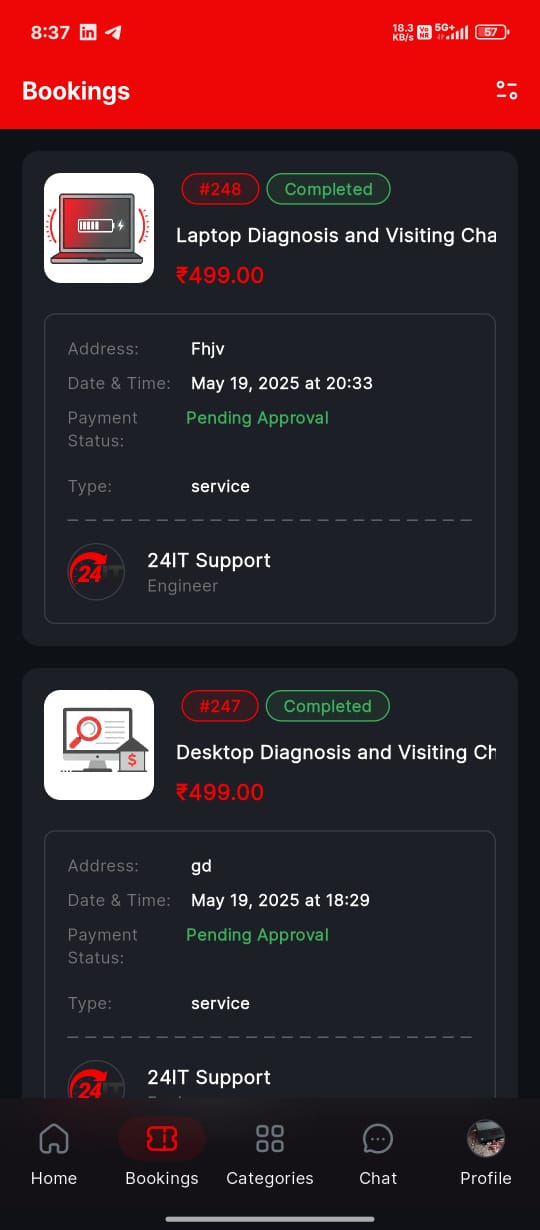 8:37
18.3 KB/s Vo NR 5G+ 57
Bookings
#248 Completed
Laptop Diagnosis and Visiting Cha
₹499.00
Address: Fhjv
Date & Time: May 19, 2025 at 20:33
Payment Status: Pending Approval
Type: service
24
24IT Support
Engineer
#247 Completed
Desktop Diagnosis and Visiting Ch
₹499.00
Address: gd
Date & Time: May 19, 2025 at 18:29
Payment Status: Pending Approval
Type: service
24
24IT Support
Home Bookings Categories Chat Profile